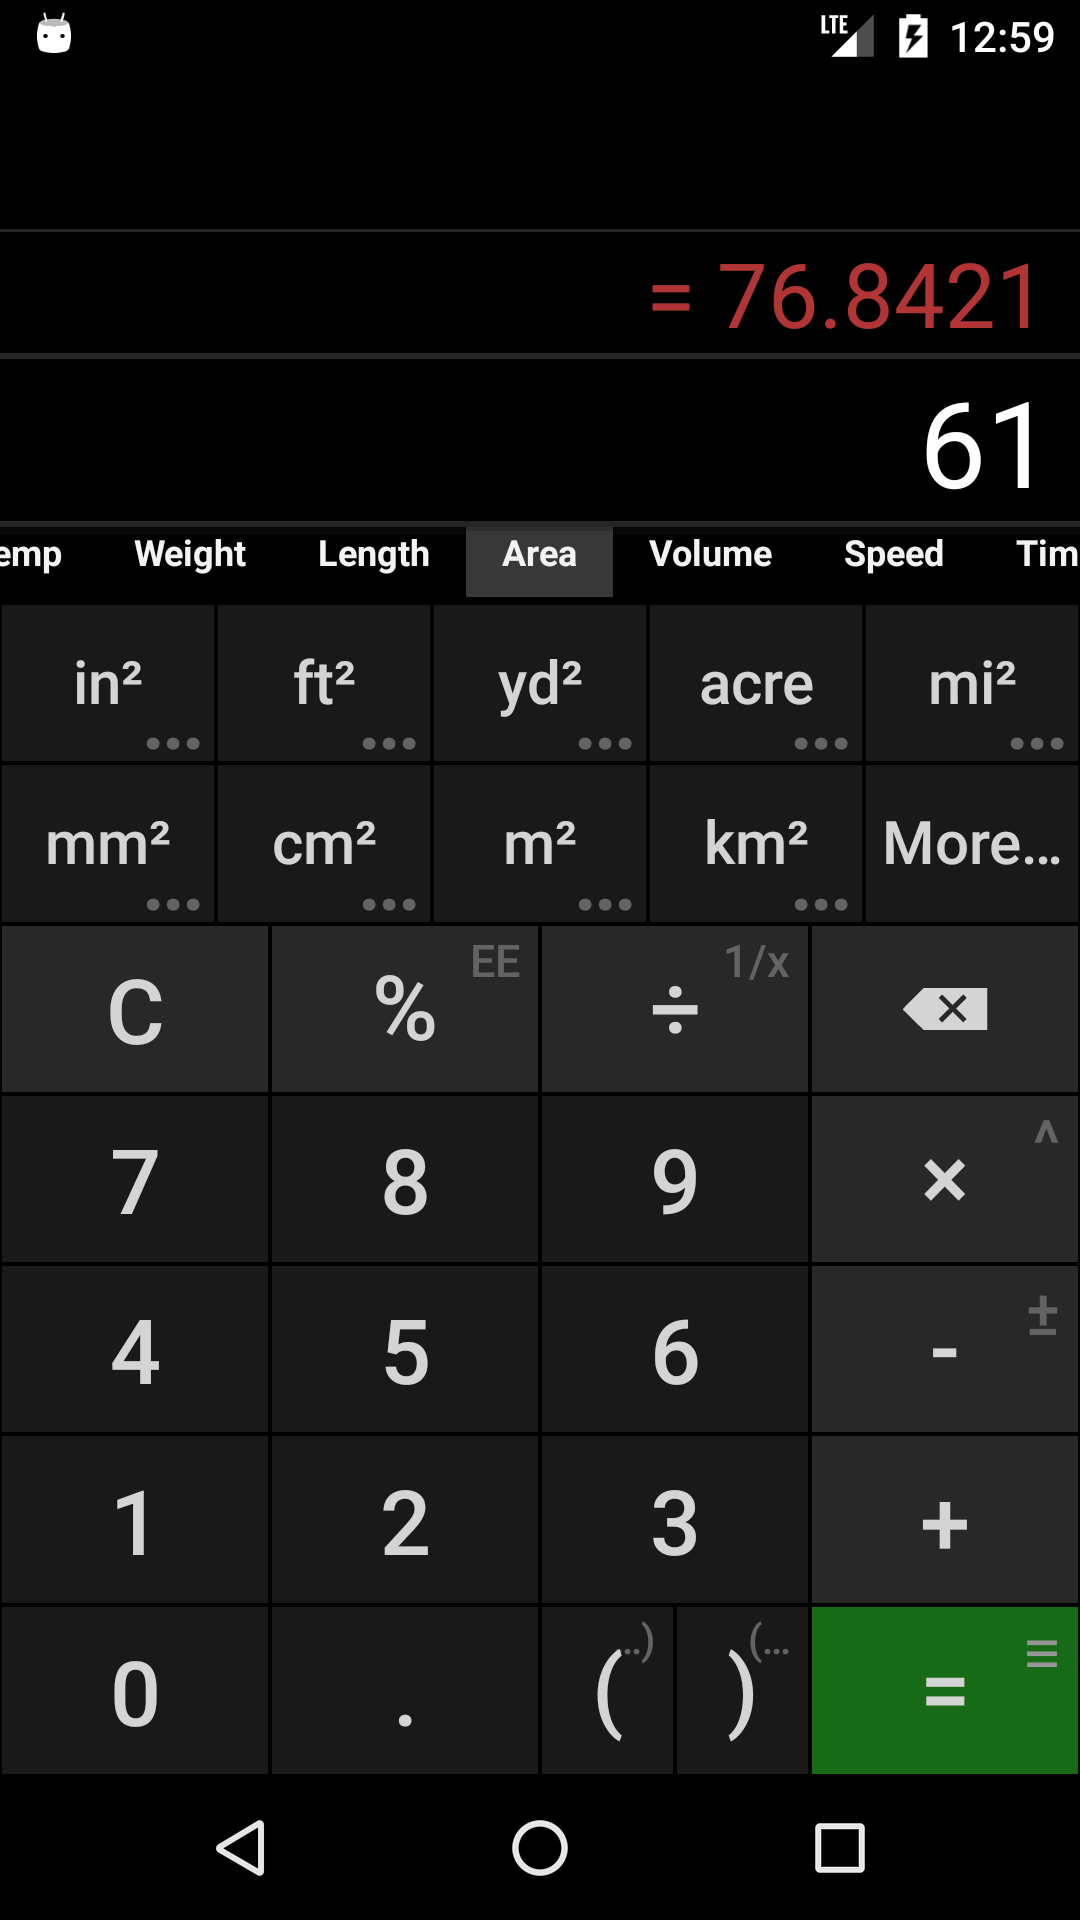 LTE 12:59
= 76.8421
61
emp Weight Length Area Volume Speed Tim
in² ft² yd² acre mi²
mm² cm² m² km² More...
C % EE ÷ 1/x
7 8 9 × ^
4 5 6 - ±
1 2 3 +
0 . ( ..) ) (... =